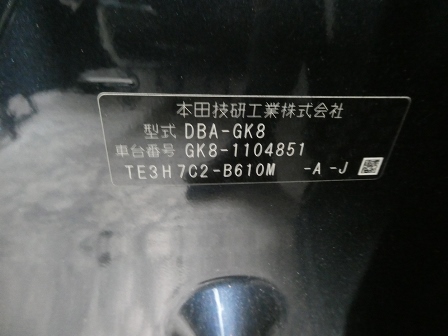 本田技研工業株式会社
型式 DBA-GK8
車台番号 GK8-1104851
TE3H7C2-B610M -A -J